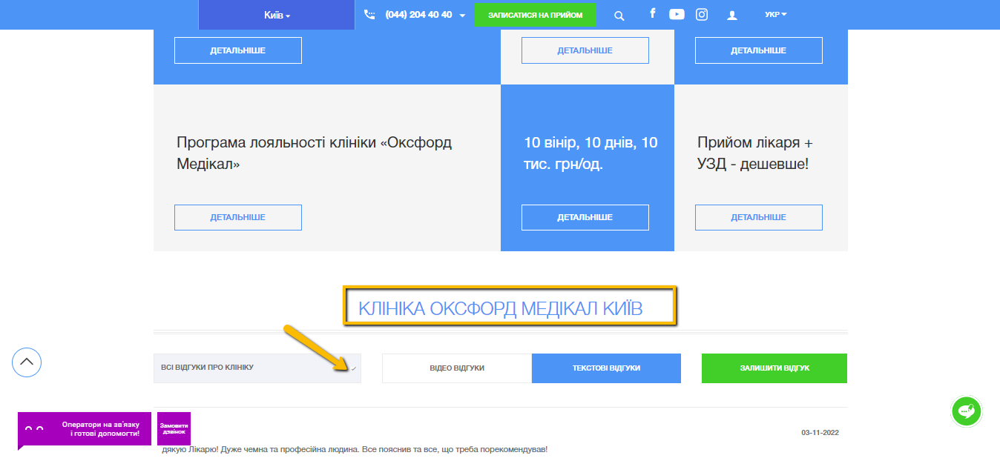 Київ
(044) 204 40 40
ЗАПИСАТИСЯ НА ПРИЙОМ
УКР
ДЕТАЛЬНІШЕ
ДЕТАЛЬНІШЕ
ДЕТАЛЬНІШЕ
Програма лояльності клініки «Оксфорд
Медікал»
ДЕТАЛЬНІШЕ
10 вінір, 10 днів, 10
тис. грн/од.
ДЕТАЛЬНІШЕ
Прийом лікаря +
УЗД - дешевше!
ДЕТАЛЬНІШЕ
КЛІНІКА ОКСФОРД МЕДІКАЛ КИЇВ
ВСІ ВІДГУКИ ПРО КЛІНІКУ
ВІДЕО ВІДГУКИ
ТЕКСТОВІ ВІДГУКИ
ЗАЛИШИТИ ВІДГУК
Оператори на зв'язку
і готові допомогти!
Замовити
дзвінок
03-11-2022
дякую Лікарю! Дуже чемна та професійна людина. Все пояснив та все, що треба порекомендував!